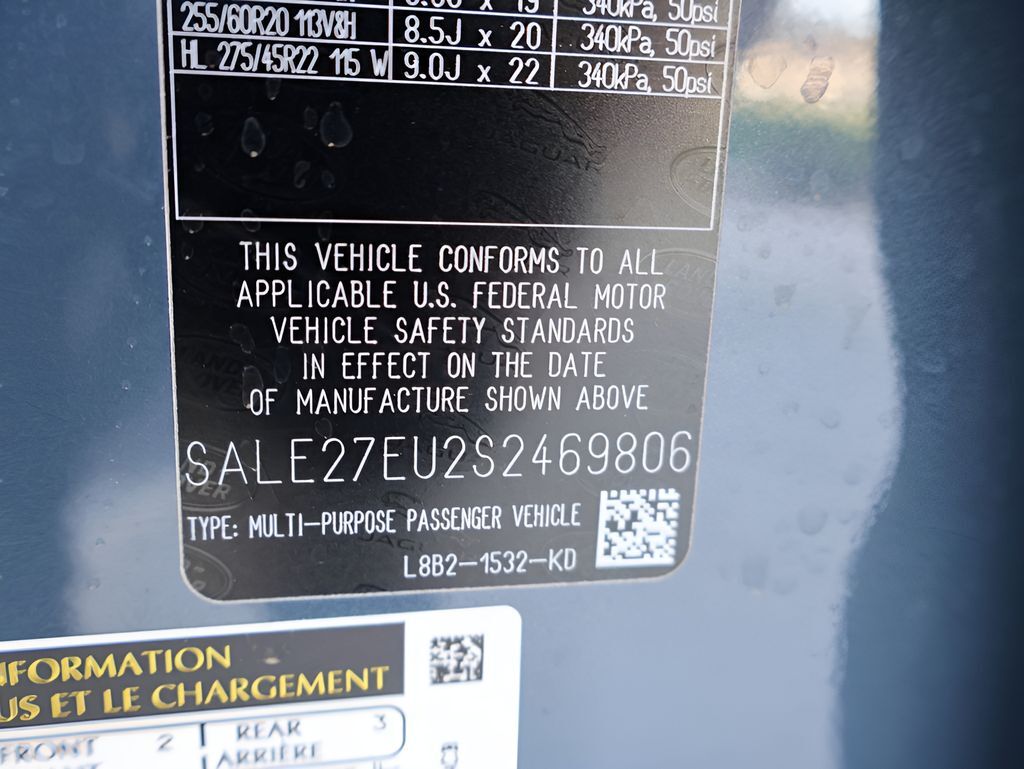 340kPa, 50psi
255/60R20 113V&H 8.5J x 20 340kPa, 50psi
HL 275/45R22 115 W 9.0J x 22 340kPa, 50psi
THIS VEHICLE CONFORMS TO ALL
APPLICABLE U.S. FEDERAL MOTOR
VEHICLE SAFETY STANDARDS
IN EFFECT ON THE DATE
OF MANUFACTURE SHOWN ABOVE
SALE27EU2S2469806
TYPE: MULTI-PURPOSE PASSENGER VEHICLE
L8B2-1532-KD
NFORMATION
US ET LE CHARGEMENT
FRONT 2 REAR 3
ARRIÈRE